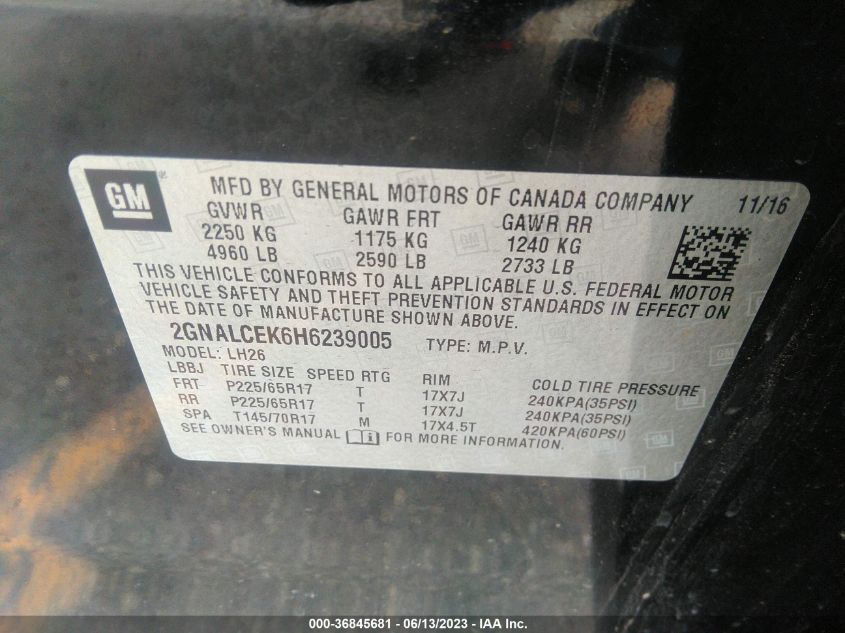 GM ® MFD BY GENERAL MOTORS OF CANADA COMPANY 11/16
GVWR GAWR FRT GAWR RR
2250 KG 1175 KG 1240 KG
4960 LB 2590 LB 2733 LB
THIS VEHICLE CONFORMS TO ALL APPLICABLE U.S. FEDERAL MOTOR
VEHICLE SAFETY AND THEFT PREVENTION STANDARDS IN EFFECT ON
THE DATE OF MANUFACTURE SHOWN ABOVE.
2GNALCEK6H6239005 TYPE: M.P.V.
MODEL: LH26
LBBJ TIRE SIZE SPEED RTG RIM COLD TIRE PRESSURE
FRT P225/65R17 T 17X7J 240KPA(35PSI)
RR P225/65R17 T 17X7J 240KPA(35PSI)
SPA T145/70R17 M 17X4.5T 420KPA(60PSI)
SEE OWNER'S MANUAL FOR MORE INFORMATION.
000-36845681 - 06/13/2023 - IAA Inc.